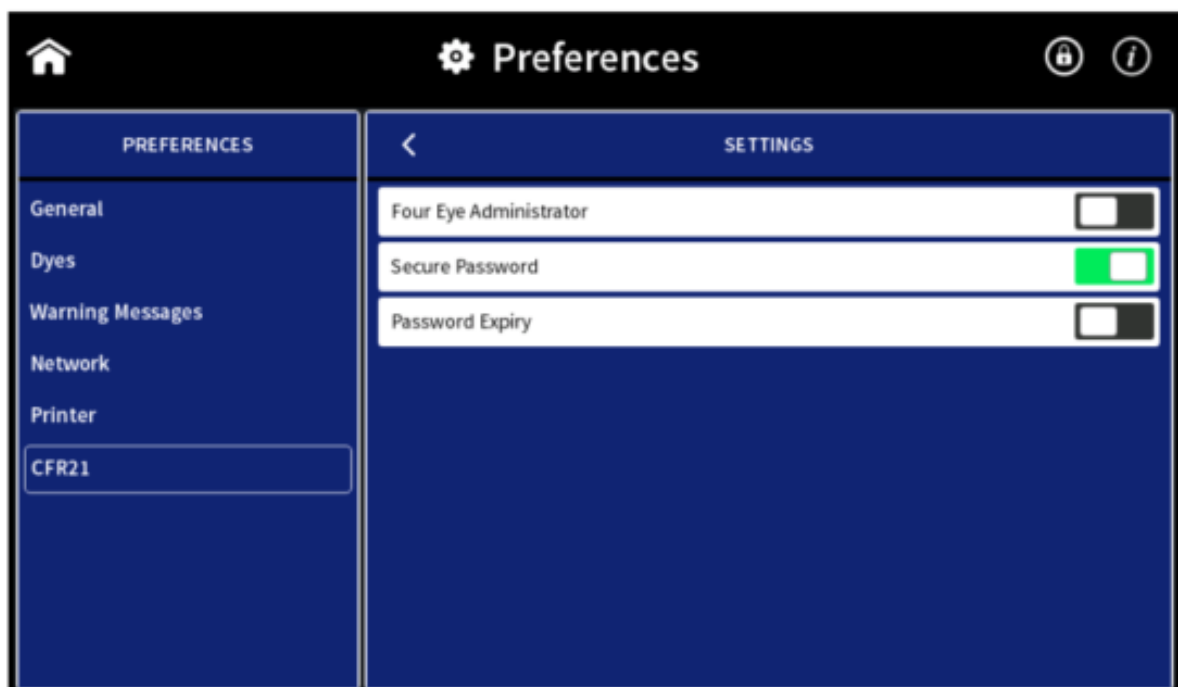 Preferences
PREFERENCES
General
Dyes
Warning Messages
Network
Printer
CFR21
SETTINGS
Four Eye Administrator
Secure Password
Password Expiry